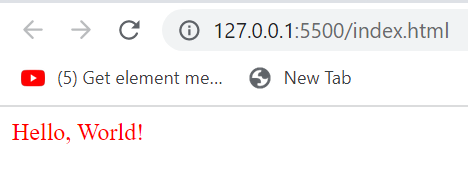 127.0.0.1:5500/index.html
(5) Get element me...
New Tab
Hello, World!